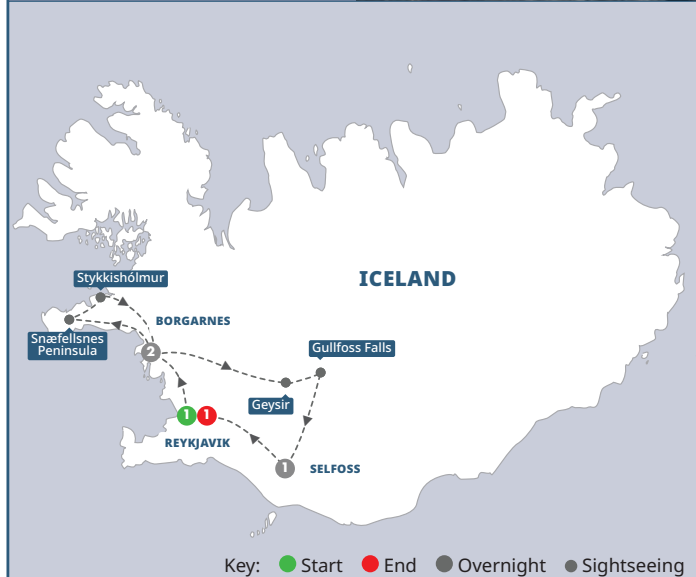 Stykkishólmur
ICELAND
BORGARNES
Snæfellsnes
Peninsula
2
Gullfoss Falls
Geysir
1
1
REYKJAVIK
1
SELFOSS
Key: Start End Overnight Sightseeing